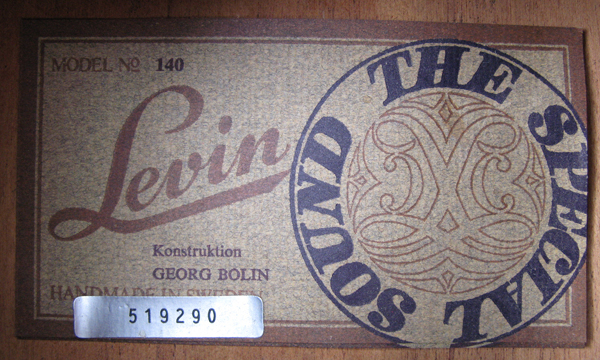 MODEL Nº 140
Levin
Konstruktion
GEORG BOLIN
HANDMADE IN SWEDEN
519290
THE SPECIAL SOUND